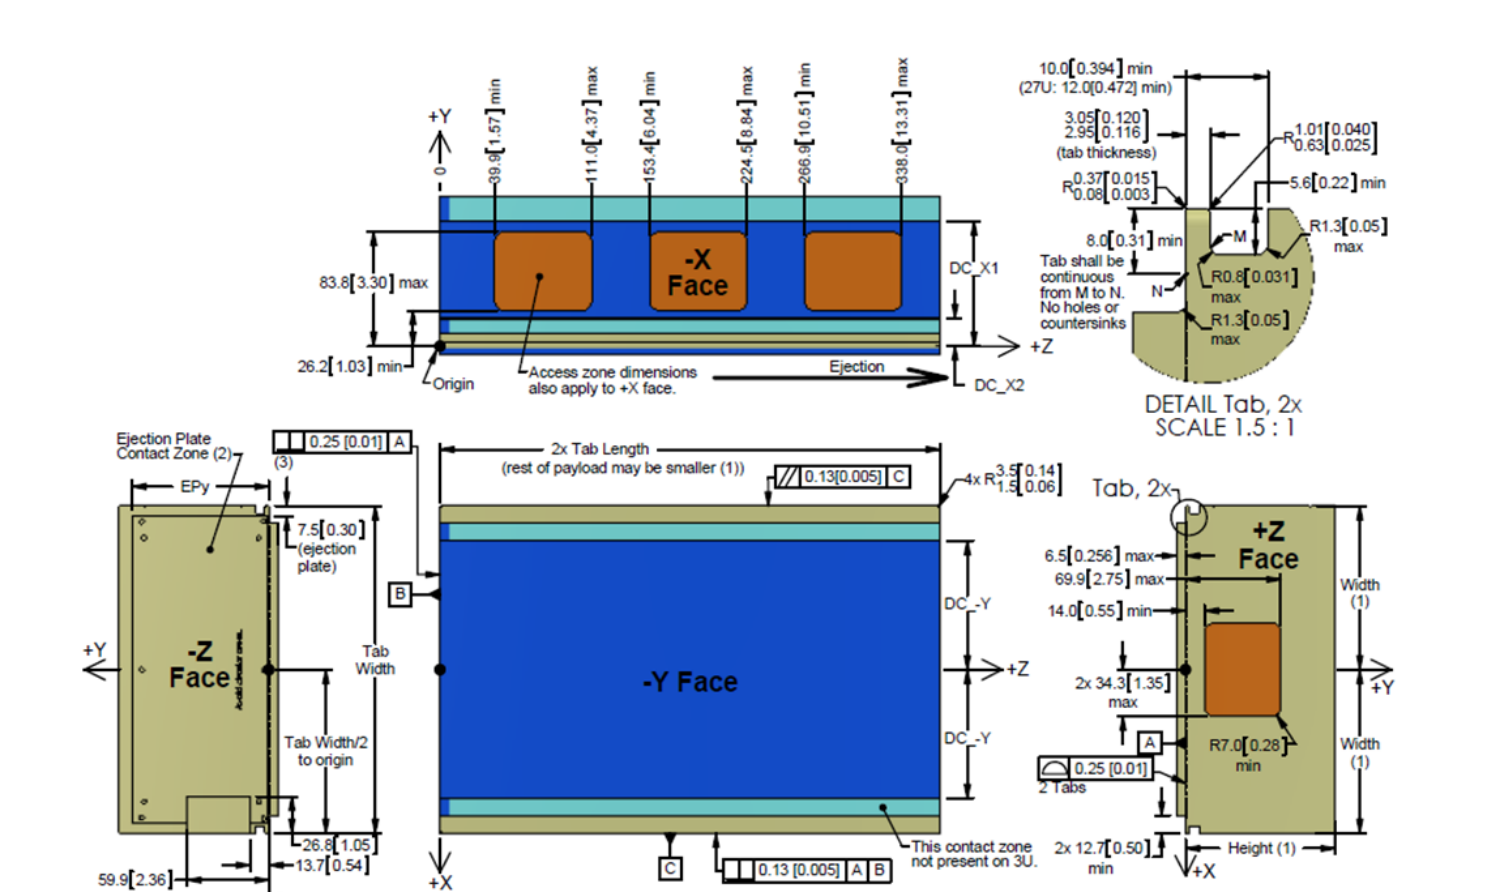 +Y
0
39.9[1.57] min
111.0[4.37] max
153.4[6.04] min
224.5[8.84] max
266.9[10.51] min
338.0[13.31] max
-X
Face
83.8[3.30] max
26.2[1.03] min
Origin
Access zone dimensions
also apply to +X face.
Ejection
DC_X1
DC_X2
+Z
10.0[0.394] min
(27U: 12.0[0.472] min)
3.05[0.120]
2.95[0.116]
(tab thickness)
R1.01[0.040]
0.63[0.025]
R0.37[0.015]
0.08[0.003]
5.6[0.22] min
8.0[0.31] min
M
R1.3[0.05]
max
Tab shall be
continuous
from M to N.
No holes or
countersinks
N
R0.8[0.031]
max
R1.3[0.05]
max
DETAIL Tab, 2x
SCALE 1.5 : 1
Ejection Plate
Contact Zone (2)
0.25 [0.01] A
(3)
EPy
7.5[0.30]
(ejection
plate)
+Y
-Z
Face
Tab
Width
Tab Width/2
to origin
26.8[1.05]
13.7[0.54]
59.9[2.36]
2x Tab Length
(rest of payload may be smaller (1))
0.13[0.005] C
4x R3.5[0.14]
1.5[0.06]
B
DC_-Y
-Y Face
+Z
DC_-Y
This contact zone
not present on 3U.
C
0.13 [0.005] A B
+X
Tab, 2x
+Z
Face
6.5[0.256] max
69.9[2.75] max
14.0[0.55] min
Width
(1)
2x 34.3[1.35]
max
+Y
A
R7.0[0.28]
min
Width
(1)
0.25 [0.01]
2 Tabs
2x 12.7[0.50]
min
Height (1)
+X